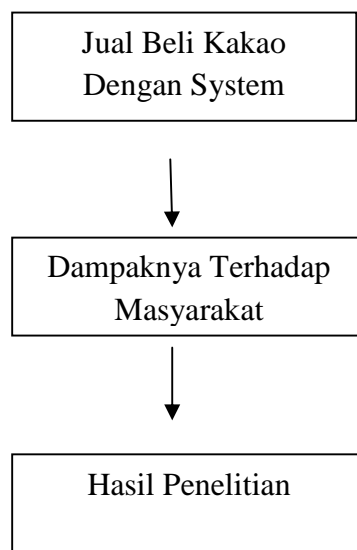 Jual Beli Kakao
Dengan System
Dampaknya Terhadap
Masyarakat
Hasil Penelitian